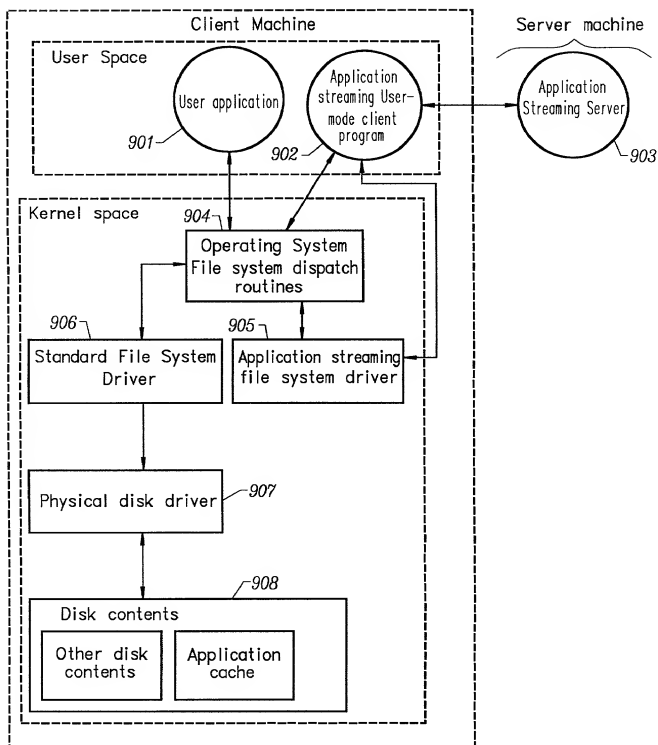 Client Machine
Server machine
User Space
User application
901
Application
streaming User-
mode client
program
902
Application
Streaming Server
903
Kernel space
904
Operating System
File system dispatch
routines
906
Standard File System
Driver
905
Application streaming
file system driver
Physical disk driver
907
908
Disk contents
Other disk
contents
Application
cache